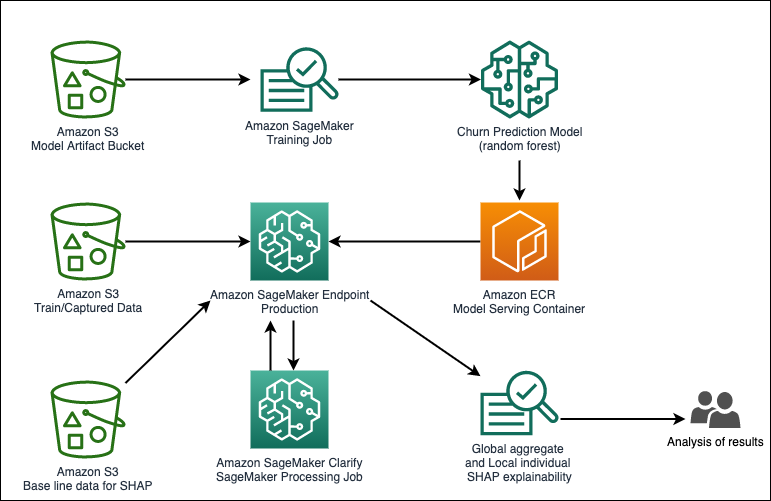 Amazon S3
Model Artifact Bucket
Amazon SageMaker
Training Job
Churn Prediction Model
(random forest)
Amazon S3
Train/Captured Data
Amazon SageMaker Endpoint
Production
Amazon ECR
Model Serving Container
Amazon S3
Base line data for SHAP
Amazon SageMaker Clarify
SageMaker Processing Job
Global aggregate
and Local individual
SHAP explainability
Analysis of results